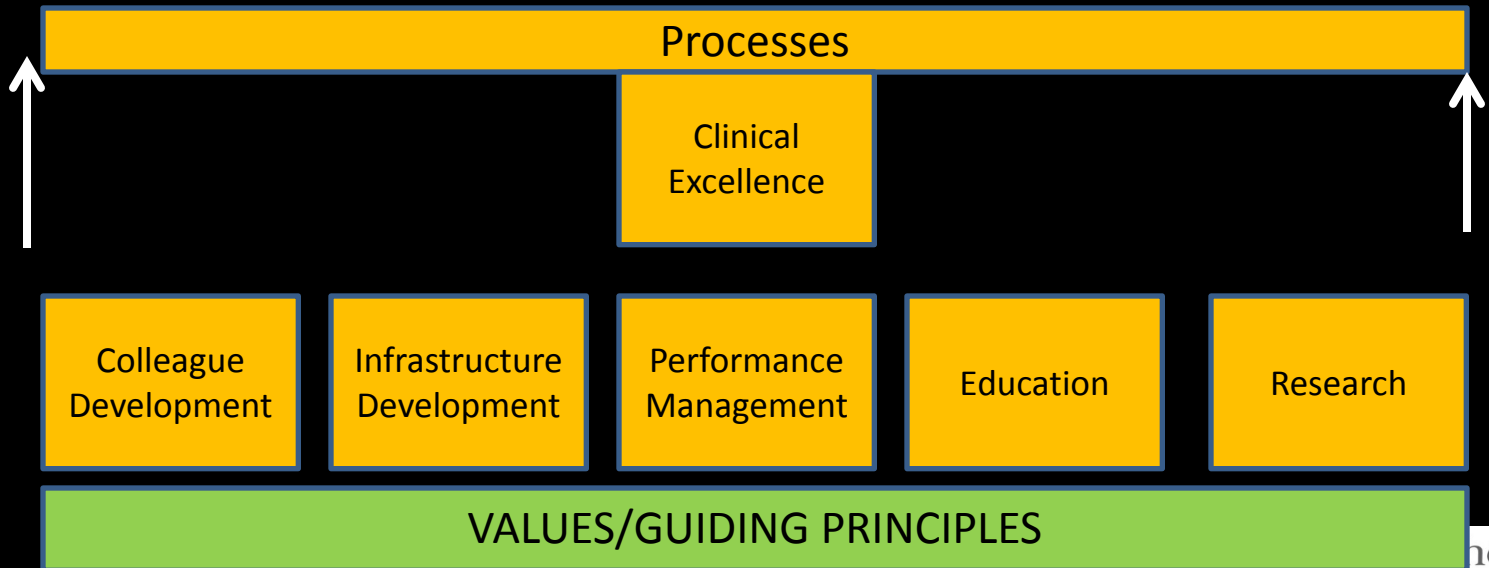 Processes
Clinical
Excellence
Colleague
Development
Infrastructure
Development
Performance
Management
Education
Research
VALUES/GUIDING PRINCIPLES